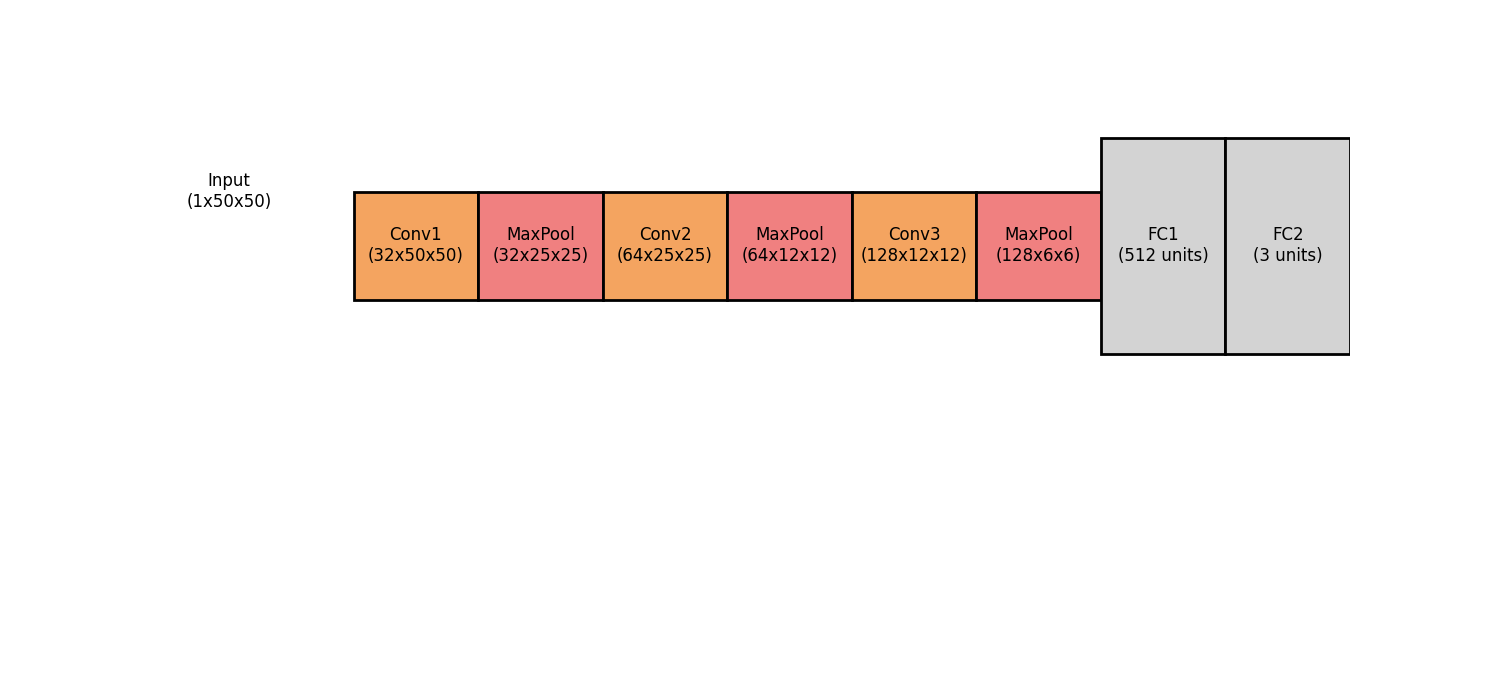 Input
(1x50x50)
Conv1
(32x50x50)
MaxPool
(32x25x25)
Conv2
(64x25x25)
MaxPool
(64x12x12)
Conv3
(128x12x12)
MaxPool
(128x6x6)
FC1
(512 units)
FC2
(3 units)